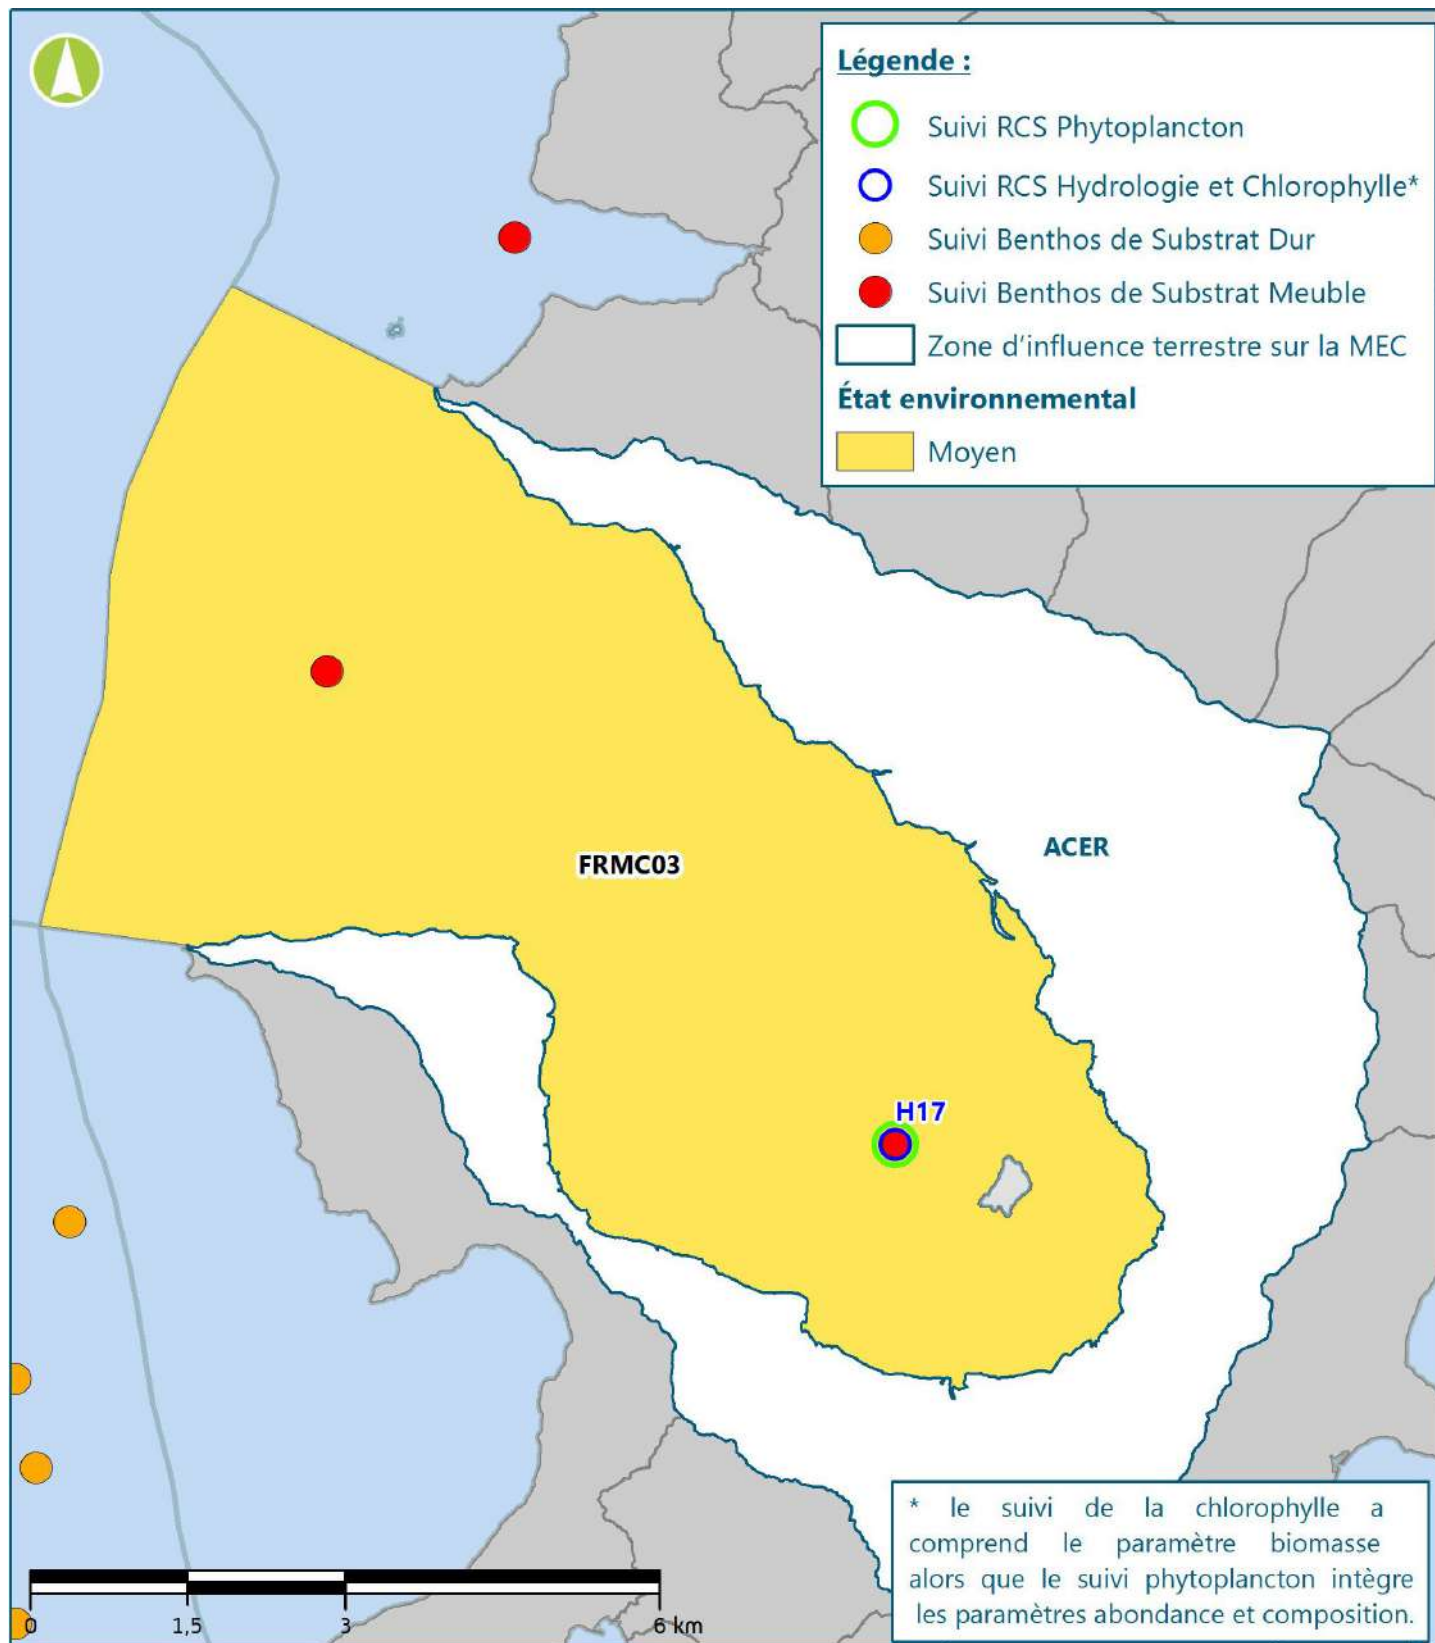 Légende :
Suivi RCS Phytoplancton
Suivi RCS Hydrologie et Chlorophylle*
Suivi Benthos de Substrat Dur
Suivi Benthos de Substrat Meuble
Zone d'influence terrestre sur la MEC
État environnemental
Moyen
ACER
FRMC03
H17
* le suivi de la chlorophylle a
comprend le paramètre biomasse
alors que le suivi phytoplancton intègre
les paramètres abondance et composition.
0 1,5 3 6 km